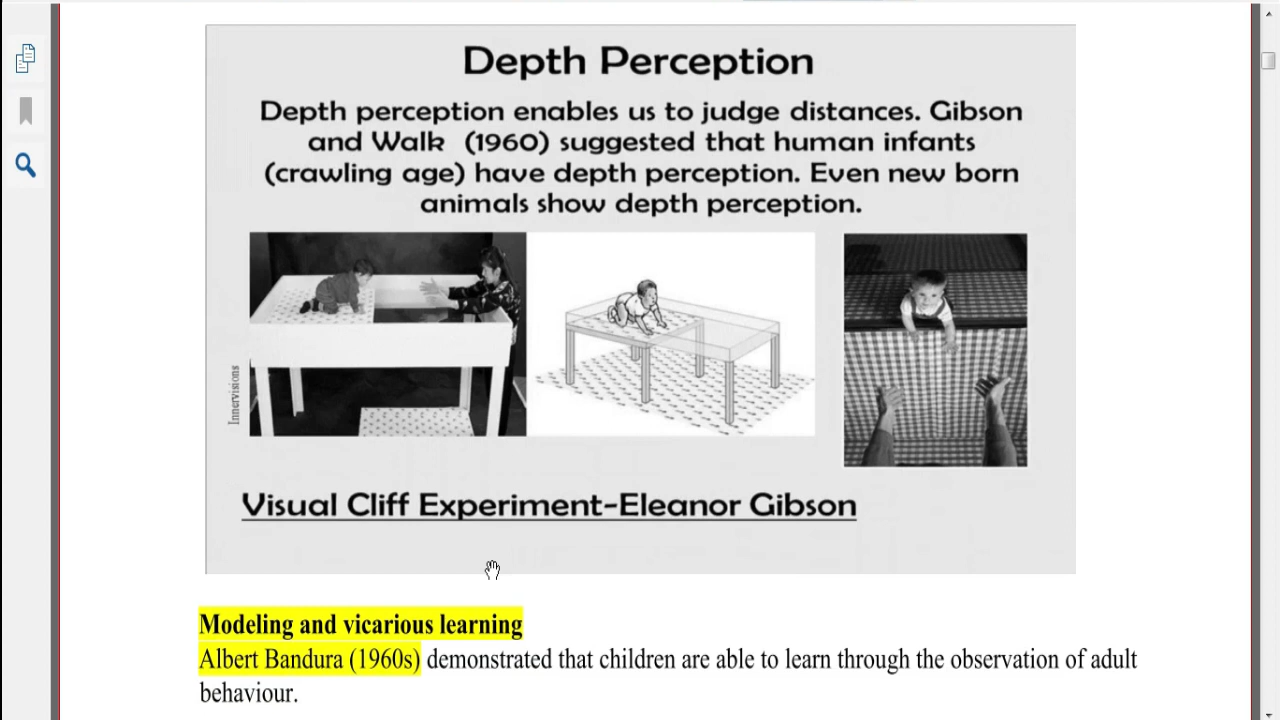 Depth Perception
Depth perception enables us to judge distances. Gibson
and Walk (1960) suggested that human infants
(crawling age) have depth perception. Even new born
animals show depth perception.
Innervisions
Visual Cliff Experiment-Eleanor Gibson
Modeling and vicarious learning
Albert Bandura (1960s) demonstrated that children are able to learn through the observation of adult
behaviour.